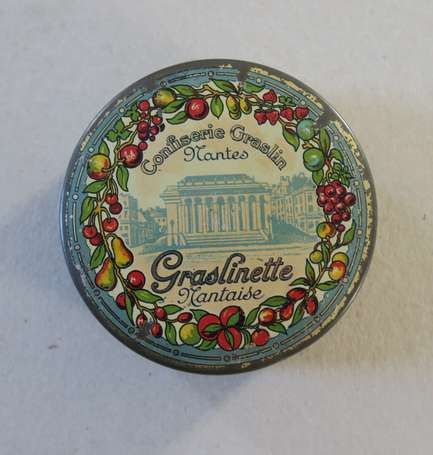 Confiserie Graslin
Nantes
Graslinette
Nantaise